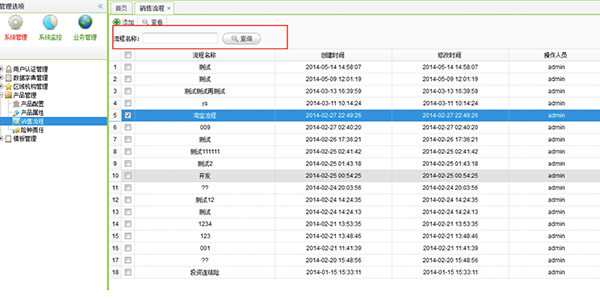 管理选项 «
系统管理 系统监控 业务管理
用户认证管理
数据字典管理
区域机构管理
产品管理
产品配置
产品属性
销售流程
险种责任
模板管理
首页 销售流程 ×
添加 查看
流程名称: 查询
流程名称 创建时间 修改时间 操作人员
1 测试 2014-05-14 14:58:07 2014-05-14 14:58:07 admin
2 测试 2014-05-09 12:01:19 2014-05-09 12:01:19 admin
3 测试测试再测试 2014-03-13 16:39:59 2014-03-13 16:39:59 admin
4 ys 2014-03-11 10:14:24 2014-03-11 10:14:24 admin
5 淘宝流程 2014-02-27 22:49:26 2014-02-27 22:49:26 admin
6 009 2014-02-27 20:40:20 2014-02-27 20:40:20 admin
7 测试 2014-02-26 17:36:21 2014-02-26 17:36:21 admin
8 测试111111 2014-02-25 02:41:42 2014-02-25 02:41:42 admin
9 测试2 2014-02-25 01:43:18 2014-02-25 01:43:18 admin
10 开发 2014-02-25 00:54:25 2014-02-25 00:54:25 admin
11 ?? 2014-02-24 20:03:56 2014-02-24 20:03:56 admin
12 测试12 2014-02-24 14:24:35 2014-02-24 14:24:35 admin
13 测试 2014-02-24 14:24:13 2014-02-24 14:24:13 admin
14 1234 2014-02-21 13:53:35 2014-02-21 13:53:35 admin
15 123 2014-02-21 13:48:46 2014-02-21 13:48:46 admin
16 001 2014-02-21 11:41:39 2014-02-21 11:41:39 admin
17 ?? 2014-02-20 15:48:56 2014-02-20 15:48:56 admin
18 投资连结险 2014-01-15 15:33:11 2014-01-15 15:33:11 admin